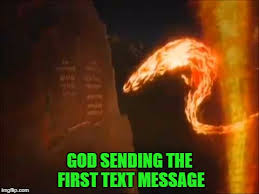 GOD SENDING THE
FIRST TEXT MESSAGE
imgflip.com